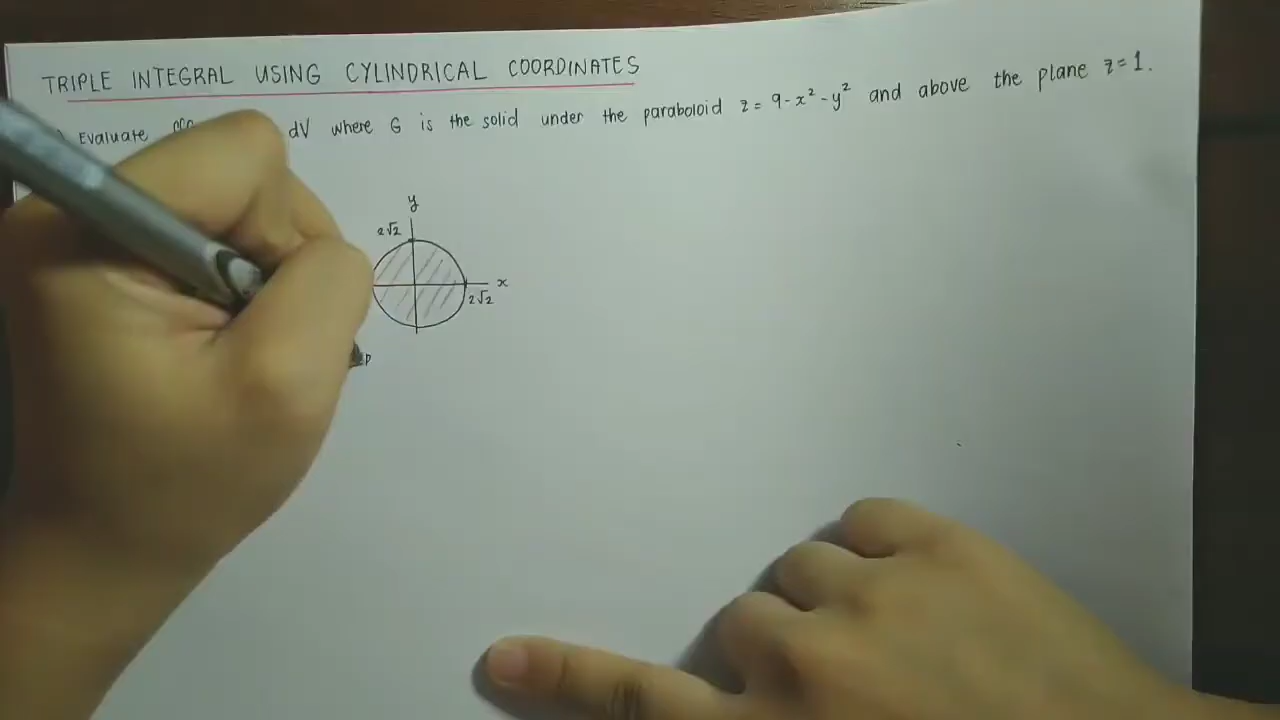 TRIPLE INTEGRAL USING CYLINDRICAL COORDINATES
Evaluate dV where G is the solid under the paraboloid z = 9 - x² - y² and above the plane z = 1.
y
2√2
x
2√2